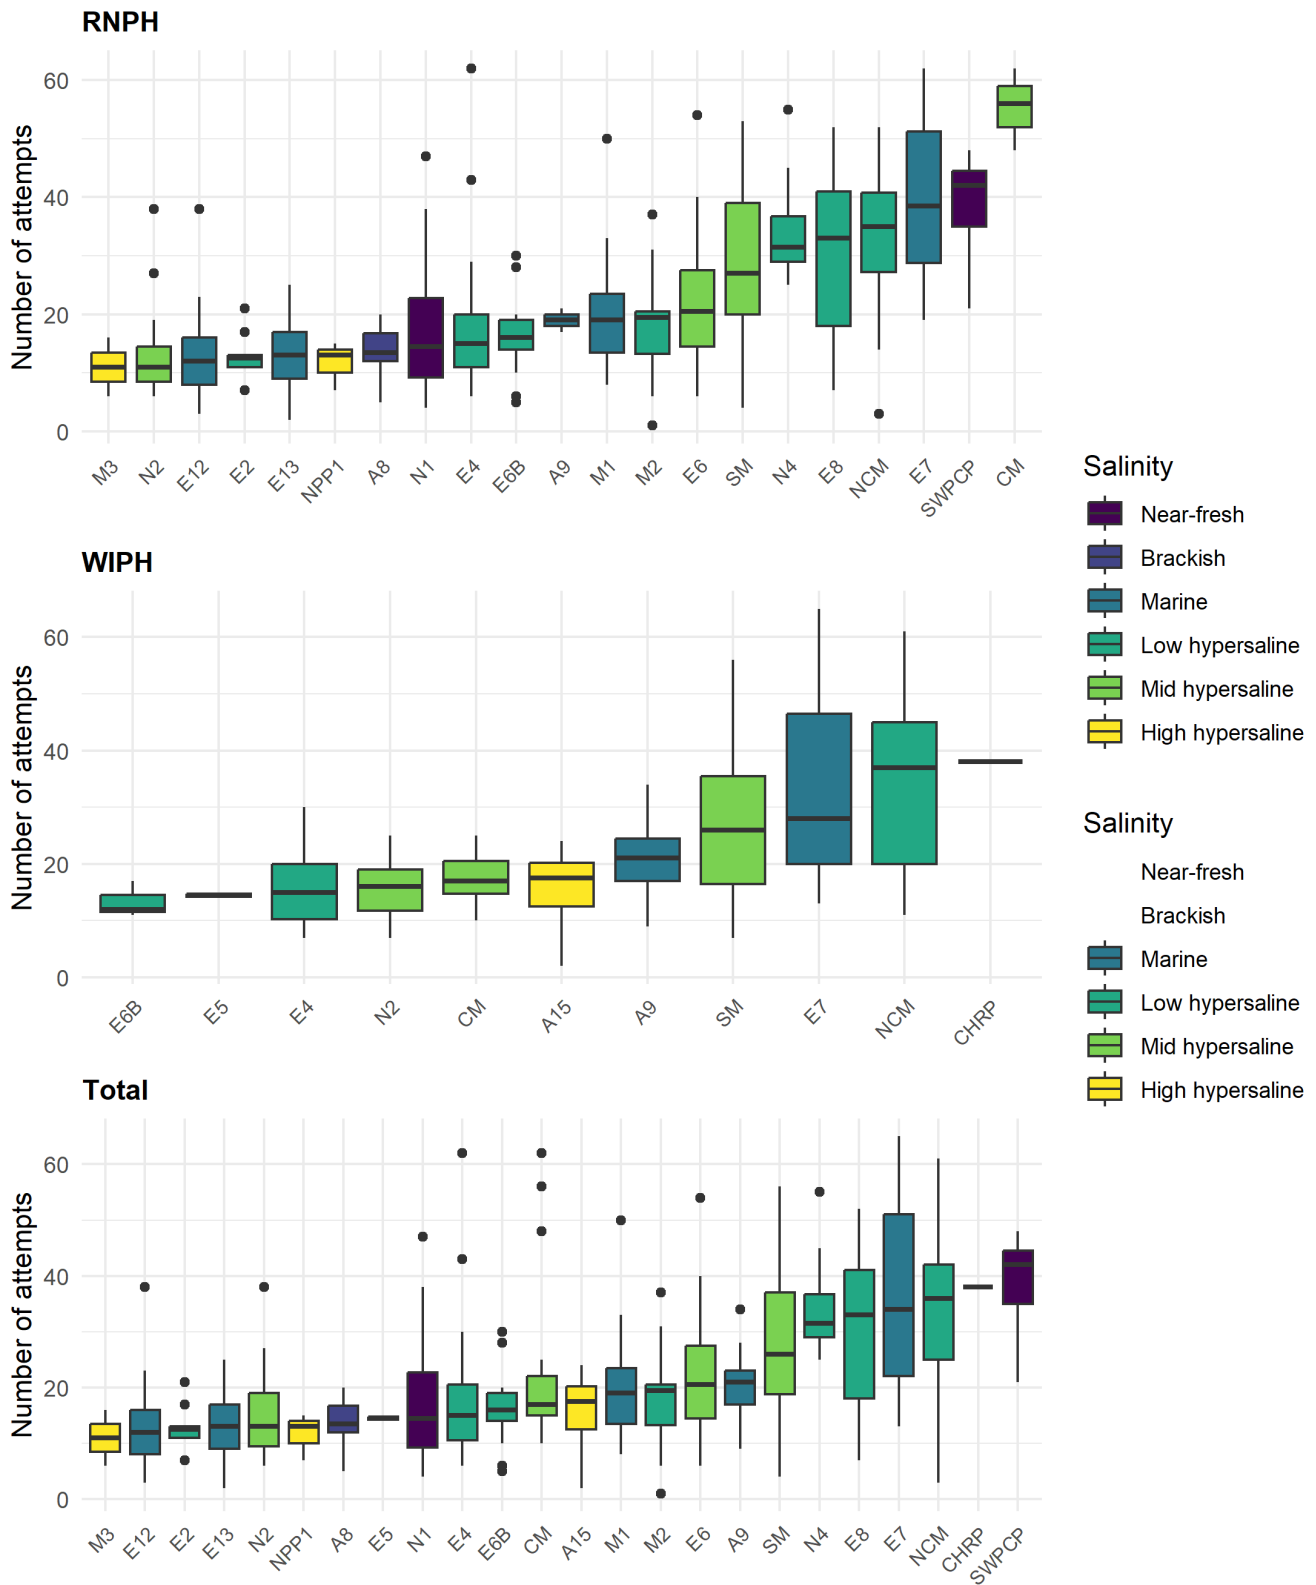 RNPH
Number of attempts
60
40
20
0
M3 N2 E12 E2 E13 NPP1 A8 N1 E4 E6B A9 M1 M2 E6 SM N4 E8 NCM E7 SWPCP CM
WIPH
Number of attempts
60
40
20
0
E6B E5 E4 N2 CM A15 A9 SM E7 NCM CHRP
Total
Number of attempts
60
40
20
0
M3 E12 E2 E13 N2 NPP1 A8 E5 N1 E4 E6B CM A15 M1 M2 E6 A9 SM N4 E8 E7 NCM CHRP SWPCP
Salinity
Near-fresh
Brackish
Marine
Low hypersaline
Mid hypersaline
High hypersaline
Salinity
Near-fresh
Brackish
Marine
Low hypersaline
Mid hypersaline
High hypersaline